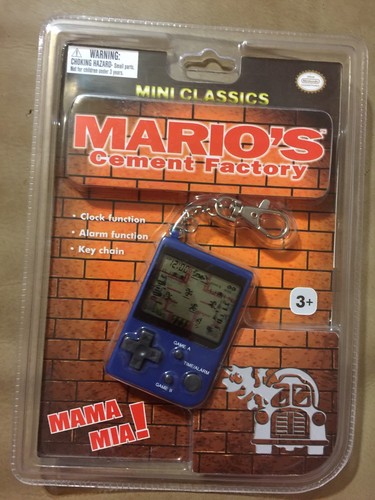 WARNING:
CHOKING HAZARD- Small parts.
Not for children under 3 years.
MINI CLASSICS
MARIO'S
Cement Factory
• Clock function
• Alarm function
• Key chain
3+
GAME A
TIME/ALARM
GAME B
MAMA
MIA!